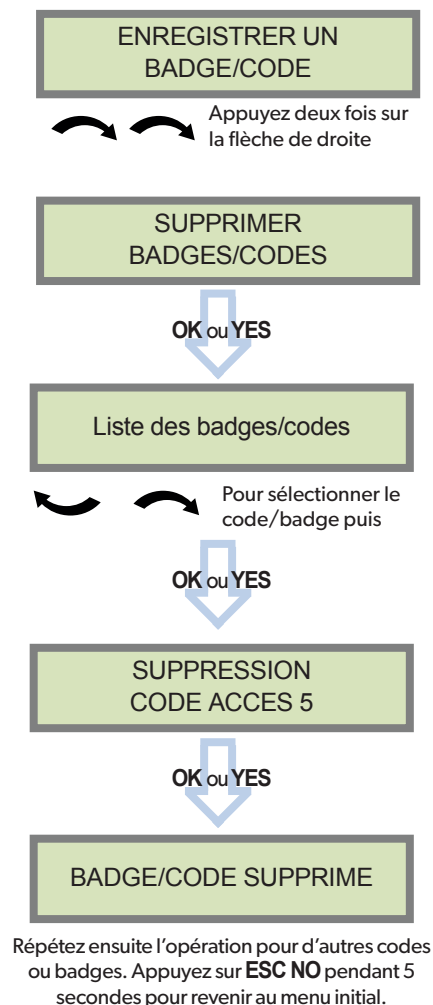 ENREGISTRER UN
BADGE/CODE
Appuyez deux fois sur
la flèche de droite
SUPPRIMER
BADGES/CODES
OK ou YES
Liste des badges/codes
Pour sélectionner le
code/badge puis
OK ou YES
SUPPRESSION
CODE ACCES 5
OK ou YES
BADGE/CODE SUPPRIME
Répétez ensuite l’opération pour d’autres codes
ou badges. Appuyez sur ESC NO pendant 5
secondes pour revenir au menu initial.